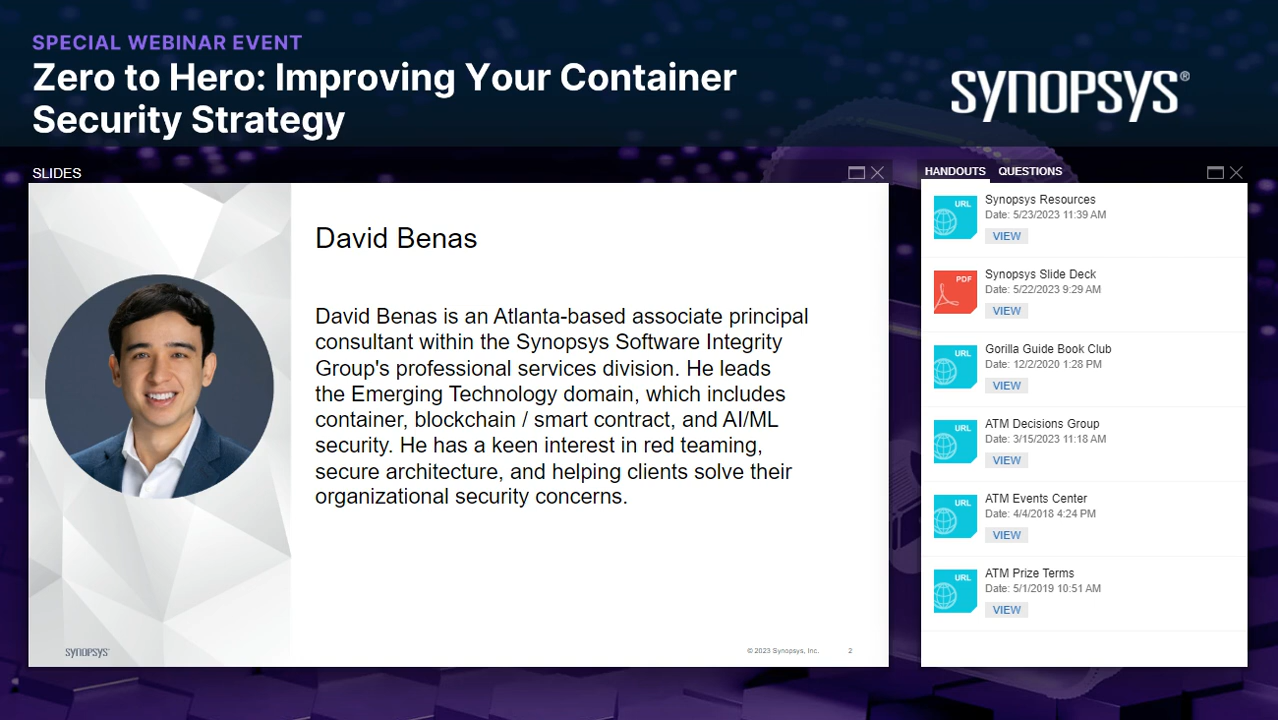 SPECIAL WEBINAR EVENT
Zero to Hero: Improving Your Container
Security Strategy
SYNOPSYS®
SLIDES
David Benas
David Benas is an Atlanta-based associate principal
consultant within the Synopsys Software Integrity
Group's professional services division. He leads
the Emerging Technology domain, which includes
container, blockchain / smart contract, and AI/ML
security. He has a keen interest in red teaming,
secure architecture, and helping clients solve their
organizational security concerns.
SYNOPSYS®
© 2023 Synopsys, Inc. 2
HANDOUTS QUESTIONS
URL
Synopsys Resources
Date: 5/23/2023 11:39 AM
VIEW
PDF
Synopsys Slide Deck
Date: 5/22/2023 9:29 AM
VIEW
URL
Gorilla Guide Book Club
Date: 12/2/2020 1:28 PM
VIEW
URL
ATM Decisions Group
Date: 3/15/2023 11:18 AM
VIEW
URL
ATM Events Center
Date: 4/4/2018 4:24 PM
VIEW
URL
ATM Prize Terms
Date: 5/1/2019 10:51 AM
VIEW